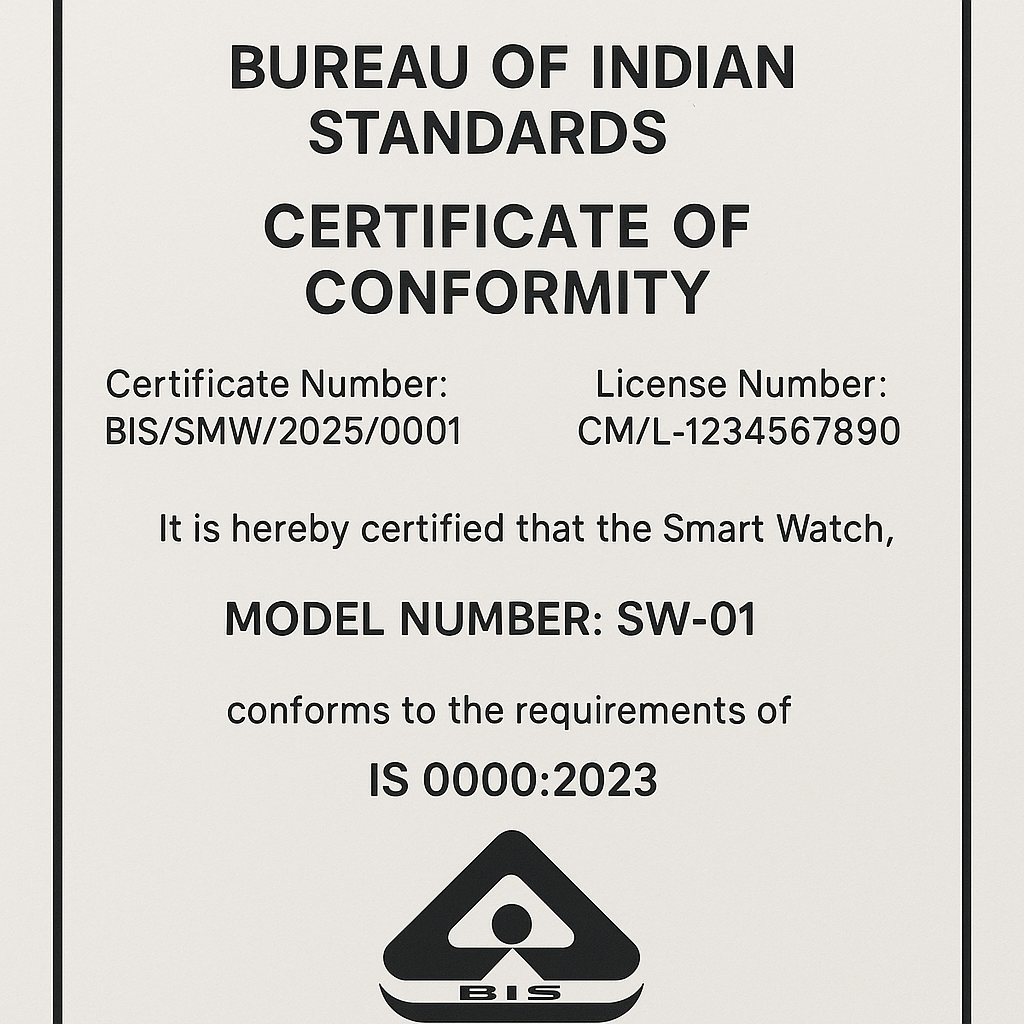 BUREAU OF INDIAN
STANDARDS
CERTIFICATE OF
CONFORMITY
Certificate Number:
BIS/SMW/2025/0001
License Number:
CM/L-1234567890
It is hereby certified that the Smart Watch,
MODEL NUMBER: SW-01
conforms to the requirements of
IS 0000:2023
BIS